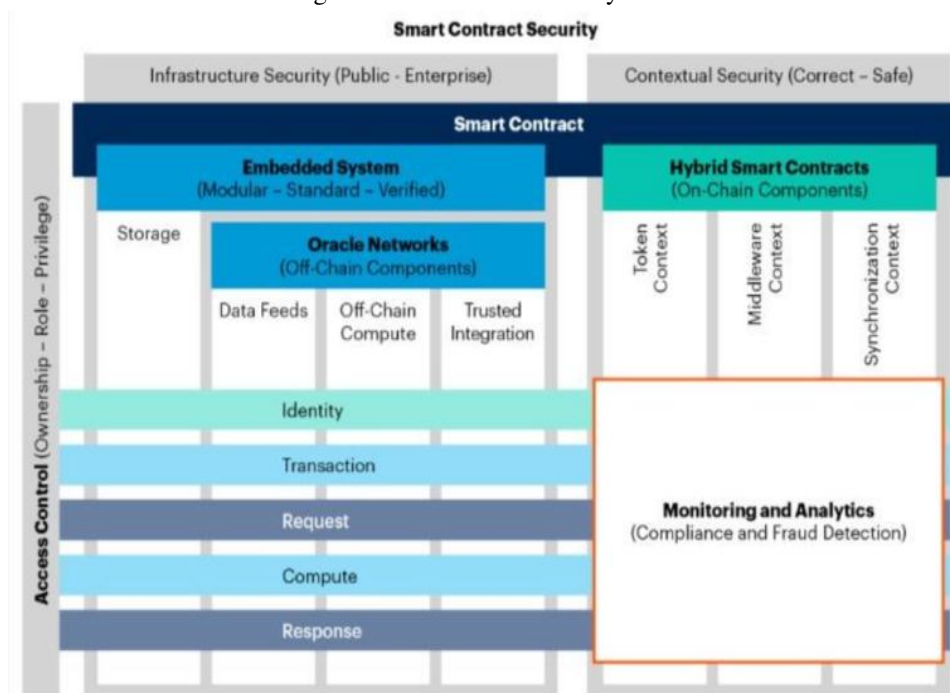 Smart Contract Security
Infrastructure Security (Public - Enterprise)
Contextual Security (Correct – Safe)
Smart Contract
Embedded System
(Modular – Standard – Verified)
Hybrid Smart Contracts
(On-Chain Components)
Storage
Oracle Networks
(Off-Chain Components)
Data Feeds
Off-Chain
Compute
Trusted
Integration
Token
Context
Middleware
Context
Synchronization
Context
Access Control (Ownership – Role – Privilege)
Identity
Transaction
Request
Compute
Response
Monitoring and Analytics
(Compliance and Fraud Detection)